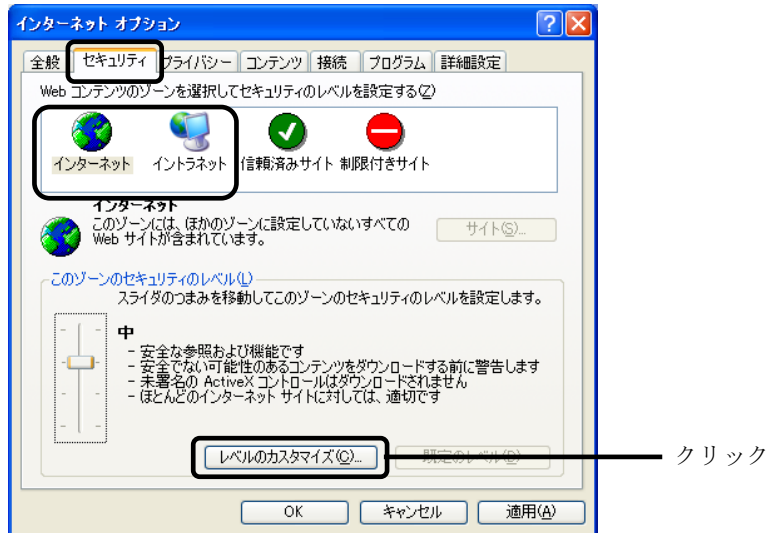 インターネット オプション
全般 セキュリティ プライバシー コンテンツ 接続 プログラム 詳細設定
Web コンテンツのゾーンを選択してセキュリティのレベルを設定する(Z)
インターネット イントラネット 信頼済みサイト 制限付きサイト
インターネット
このゾーンには、ほかのゾーンに設定していないすべての
Web サイトが含まれています。
サイト(S)...
このゾーンのセキュリティのレベル(L)
スライダのつまみを移動してこのゾーンのセキュリティのレベルを設定します。
中
- 安全な参照および機能です
- 安全でない可能性のあるコンテンツをダウンロードする前に警告します
- 未署名の ActiveX コントロールはダウンロードされません
- ほとんどのインターネット サイトに対しては、適切です
レベルのカスタマイズ(C)... 既定のレベル(D)
クリック
OK キャンセル 適用(A)